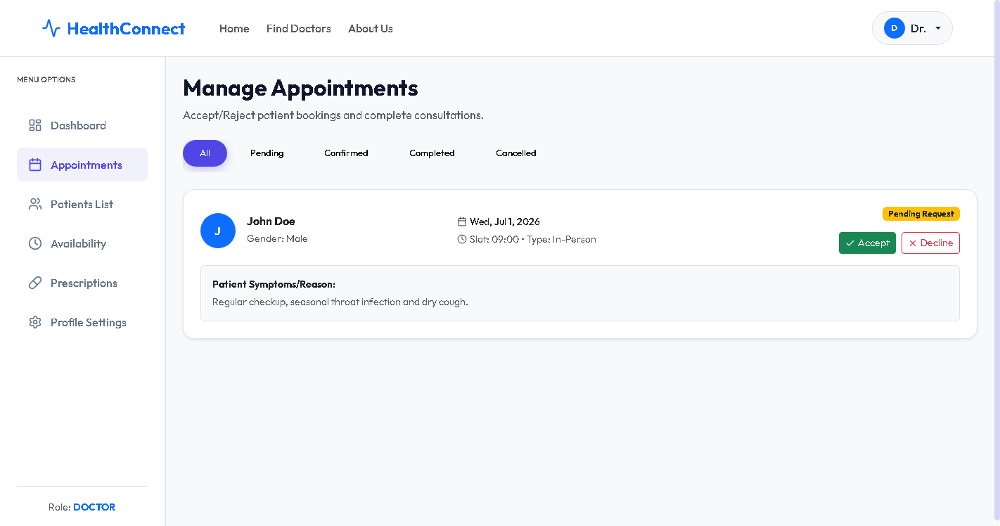 HealthConnect
Home
Find Doctors
About Us
D
Dr.
MENU OPTIONS
Dashboard
Appointments
Patients List
Availability
Prescriptions
Profile Settings
Role: DOCTOR
Manage Appointments
Accept/Reject patient bookings and complete consultations.
All
Pending
Confirmed
Completed
Cancelled
J
John Doe
Gender: Male
Wed, Jul 1, 2026
Slot: 09:00 • Type: In-Person
Pending Request
Accept
Decline
Patient Symptoms/Reason:
Regular checkup, seasonal throat infection and dry cough.